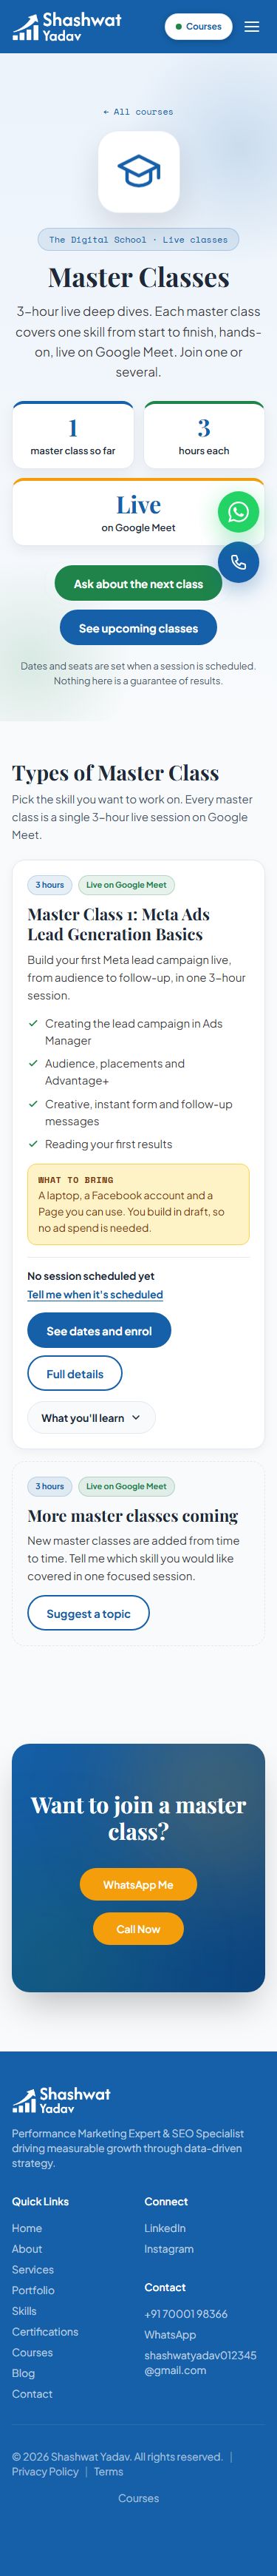 Shashwat
Yadav
Courses
← All courses
The Digital School · Live classes
Master Classes
3-hour live deep dives. Each master class
covers one skill from start to finish, hands-
on, live on Google Meet. Join one or
several.
1
master class so far
3
hours each
Live
on Google Meet
Ask about the next class
See upcoming classes
Dates and seats are set when a session is scheduled.
Nothing here is a guarantee of results.
Types of Master Class
Pick the skill you want to work on. Every master
class is a single 3-hour live session on Google
Meet.
3 hours
Live on Google Meet
Master Class 1: Meta Ads
Lead Generation Basics
Build your first Meta lead campaign live,
from audience to follow-up, in one 3-hour
session.
Creating the lead campaign in Ads
Manager
Audience, placements and
Advantage+
Creative, instant form and follow-up
messages
Reading your first results
WHAT TO BRING
A laptop, a Facebook account and a
Page you can use. You build in draft, so
no ad spend is needed.
No session scheduled yet
Tell me when it's scheduled
See dates and enrol
Full details
What you'll learn
3 hours
Live on Google Meet
More master classes coming
New master classes are added from time
to time. Tell me which skill you would like
covered in one focused session.
Suggest a topic
Want to join a master
class?
WhatsApp Me
Call Now
Shashwat
Yadav
Performance Marketing Expert & SEO Specialist
driving measurable growth through data-driven
strategy.
Quick Links
Home
About
Services
Portfolio
Skills
Certifications
Courses
Blog
Contact
Connect
LinkedIn
Instagram
Contact
+91 70001 98366
WhatsApp
shashwatyadav012345
@gmail.com
© 2026 Shashwat Yadav. All rights reserved. |
Privacy Policy | Terms
Courses